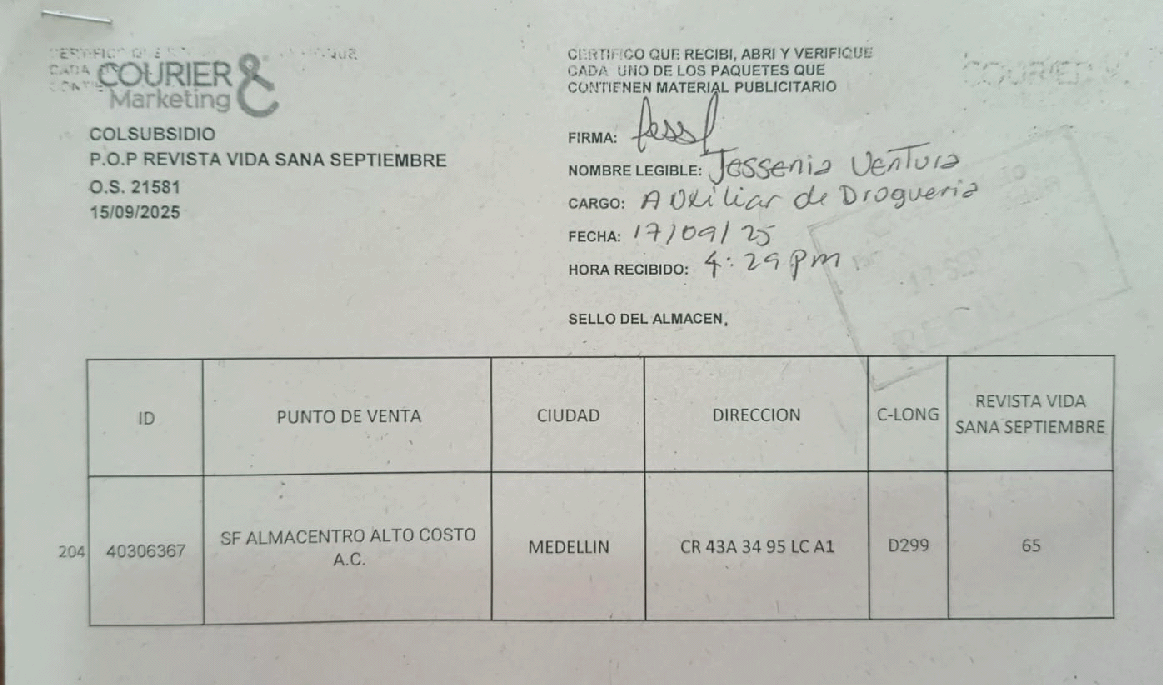 COURIER &
Marketing
COLSUBSIDIO
P.O.P REVISTA VIDA SANA SEPTIEMBRE
O.S. 21581
15/09/2025
CERTIFICO QUE RECIBI, ABRI Y VERIFIQUE
CADA UNO DE LOS PAQUETES QUE
CONTIENEN MATERIAL PUBLICITARIO
FIRMA: Jessf
NOMBRE LEGIBLE: Jessenia Ventura
CARGO: Auxiliar de Drogueria
FECHA: 17/09/25
HORA RECIBIDO: 4:29 pm
SELLO DEL ALMACEN,
ID PUNTO DE VENTA CIUDAD DIRECCION C-LONG REVISTA VIDA
SANA SEPTIEMBRE
204 40306367 SF ALMACENTRO ALTO COSTO
A.C. MEDELLIN CR 43A 34 95 LC A1 D299 65